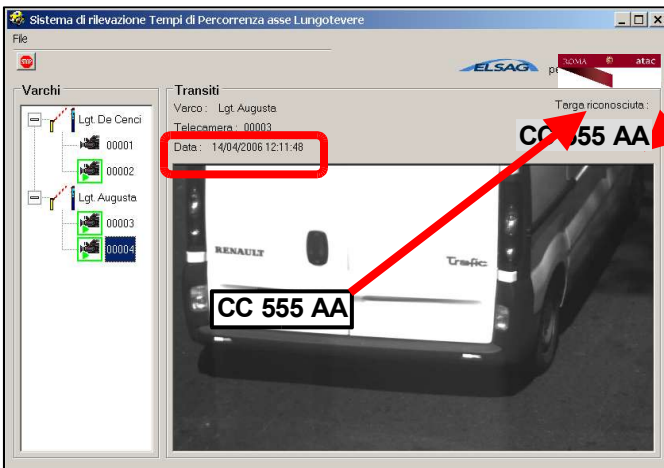 Sistema di rilevazione Tempi di Percorrenza asse Lungotevere
File
STOP
ELSAG
ROMA atac
Varchi
Lgt. De Cenci
00001
00002
Lgt. Augusta
00003
00004
Transiti
Varco : Lgt. Augusta
Telecamera : 00003
Data : 14/04/2006 12:11:48
Targa riconosciuta :
CC 555 AA
RENAULT
Trafic
CC 555 AA